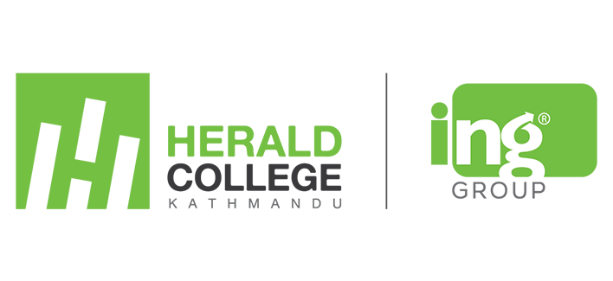 HERALD
COLLEGE
KATHMANDU
ing®
GROUP